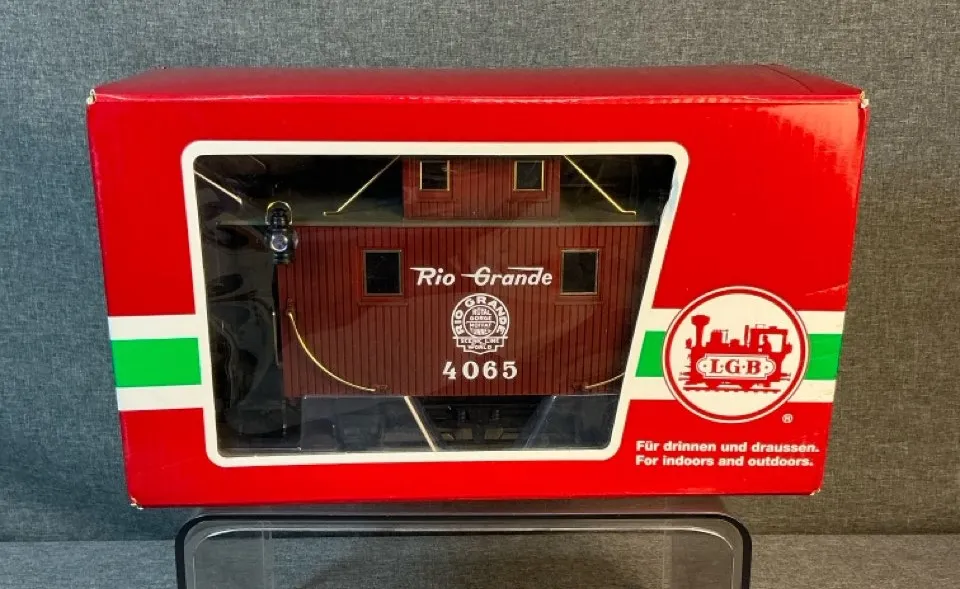 Rio Grande
RIO GRANDE
ROYAL
GORGE
MOFFAT
TUNNEL
SCENIC LINE
WORLD
4065
L·G·B
®
Für drinnen und draussen.
For indoors and outdoors.